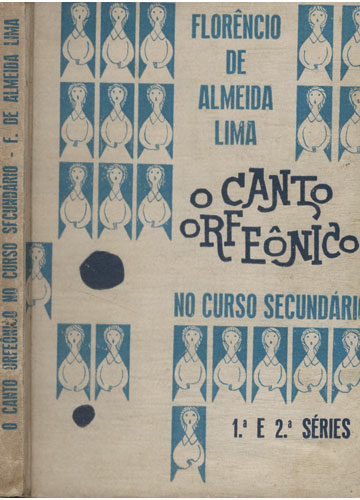 O CANTO ORFEÔNICO NO CURSO SECUNDÁRIO - F. DE ALMEIDA LIMA
FLORÊNCIO
DE
ALMEIDA
LIMA
O CANTO
ORFEÔNICO
NO CURSO SECUNDÁRIO
1.ª E 2.ª SÉRIES